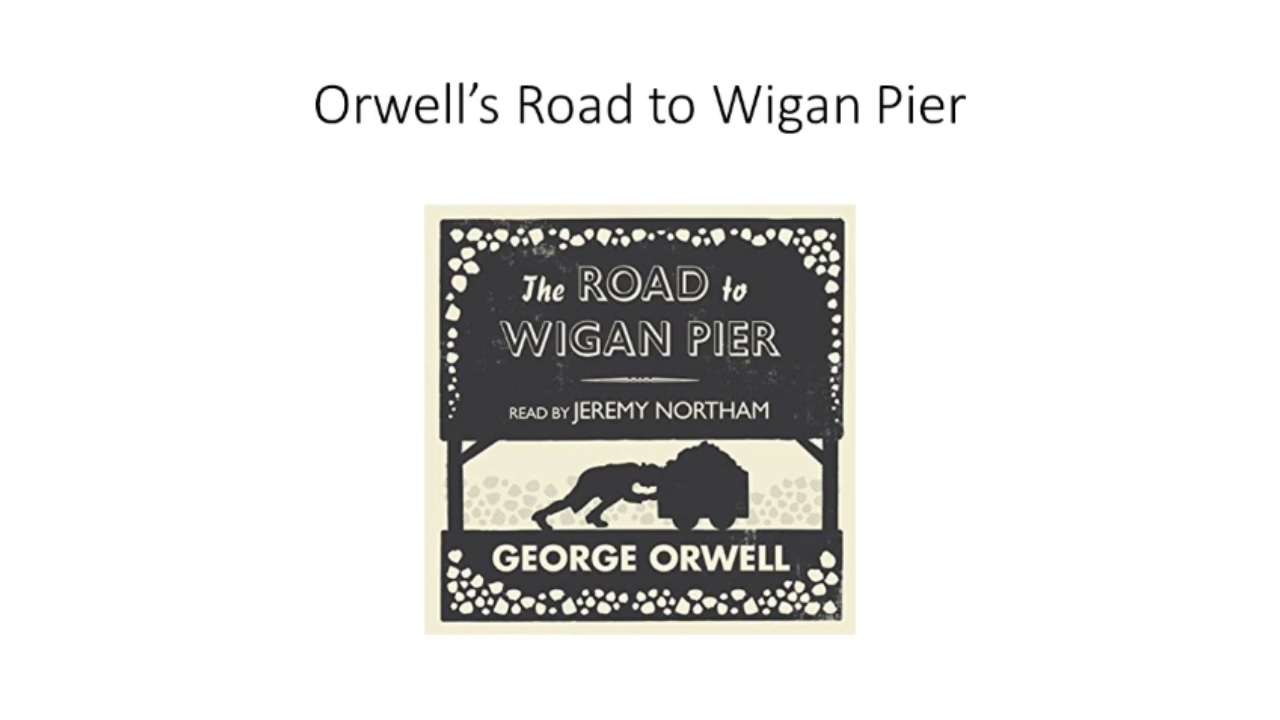 Orwell’s Road to Wigan Pier
The ROAD to
WIGAN PIER
READ BY JEREMY NORTHAM
GEORGE ORWELL